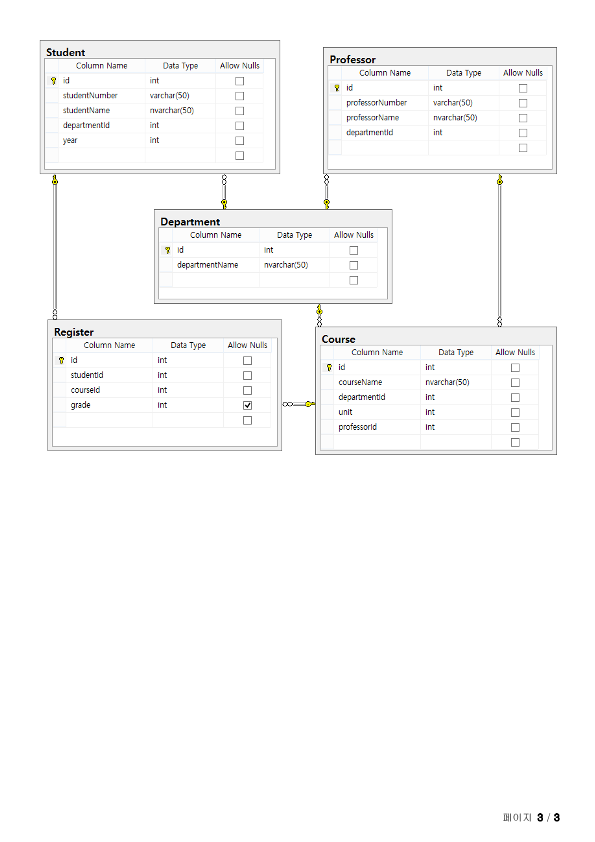 Student
Column Name Data Type Allow Nulls
id int
studentNumber varchar(50)
studentName nvarchar(50)
departmentId int
year int
Professor
Column Name Data Type Allow Nulls
id int
professorNumber varchar(50)
professorName nvarchar(50)
departmentId int
Department
Column Name Data Type Allow Nulls
id int
departmentName nvarchar(50)
Register
Column Name Data Type Allow Nulls
id int
studentId int
courseId int
grade int
Course
Column Name Data Type Allow Nulls
id int
courseName nvarchar(50)
departmentId int
unit int
professorId int
페이지 3 / 3